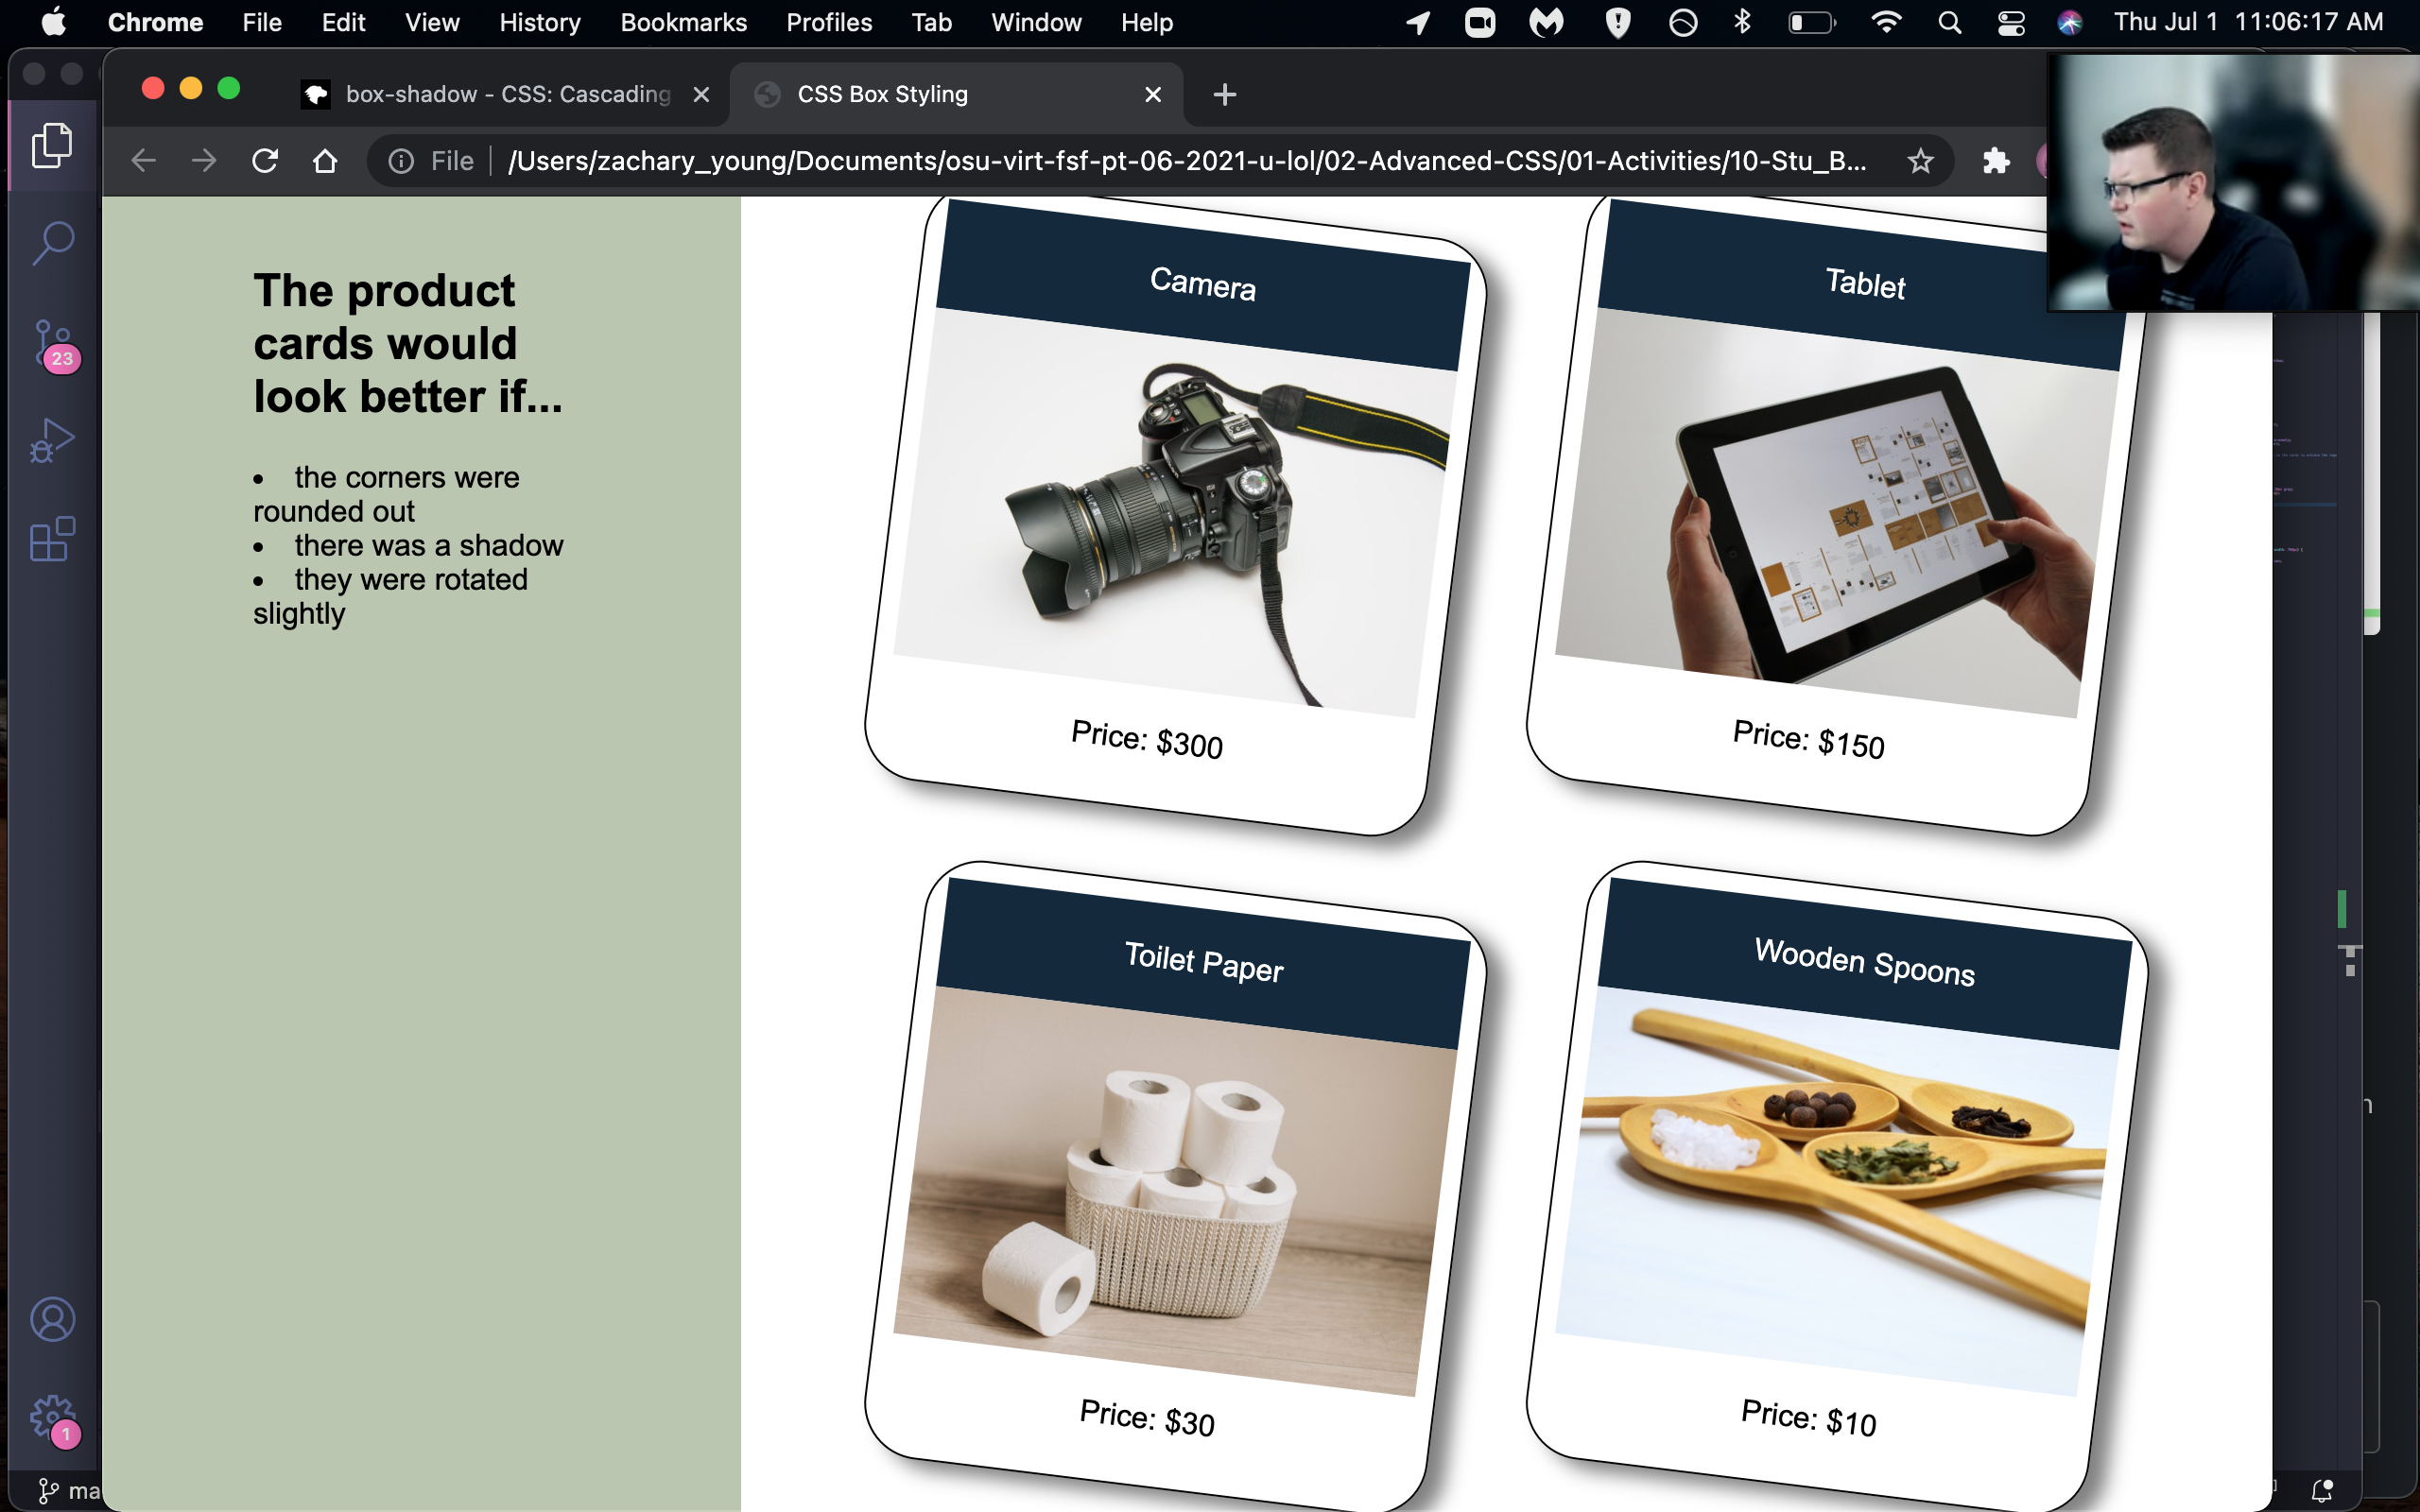 Chrome File Edit View History Bookmarks Profiles Tab Window Help Thu Jul 1 11:06:17 AM
box-shadow - CSS: Cascading
CSS Box Styling
File /Users/zachary_young/Documents/osu-virt-fsf-pt-06-2021-u-lol/02-Advanced-CSS/01-Activities/10-Stu_B...
23
1
ma
The product
cards would
look better if...
• the corners were
rounded out
• there was a shadow
• they were rotated
slightly
Camera
Price: $300
Tablet
Price: $150
Toilet Paper
Price: $30
Wooden Spoons
Price: $10